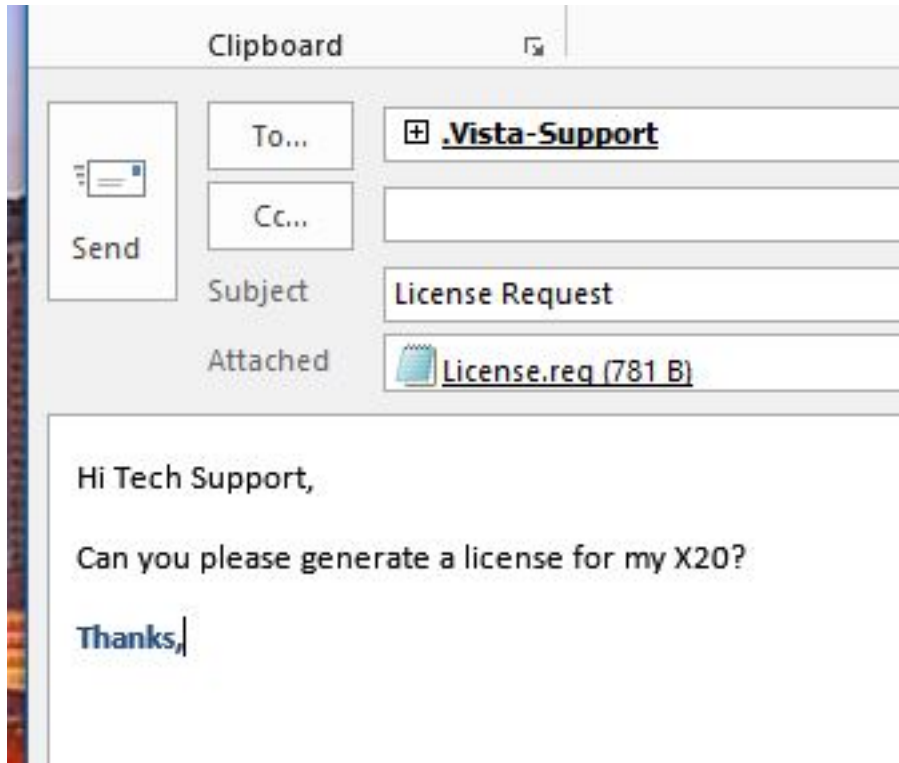 Clipboard
To...
.Vista-Support
Cc...
Send
Subject
License Request
Attached
License.req (781 B)
Hi Tech Support,
Can you please generate a license for my X20?
Thanks,